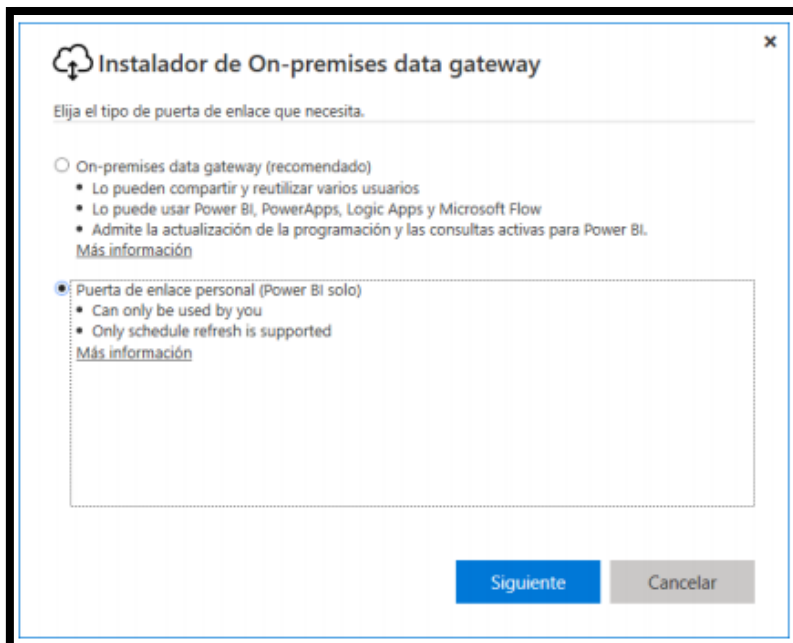 Instalador de On-premises data gateway
Elija el tipo de puerta de enlace que necesita.
On-premises data gateway (recomendado)
• Lo pueden compartir y reutilizar varios usuarios
• Lo puede usar Power BI, PowerApps, Logic Apps y Microsoft Flow
• Admite la actualización de la programación y las consultas activas para Power BI.
Más información
Puerta de enlace personal (Power BI solo)
• Can only be used by you
• Only schedule refresh is supported
Más información
Siguiente
Cancelar